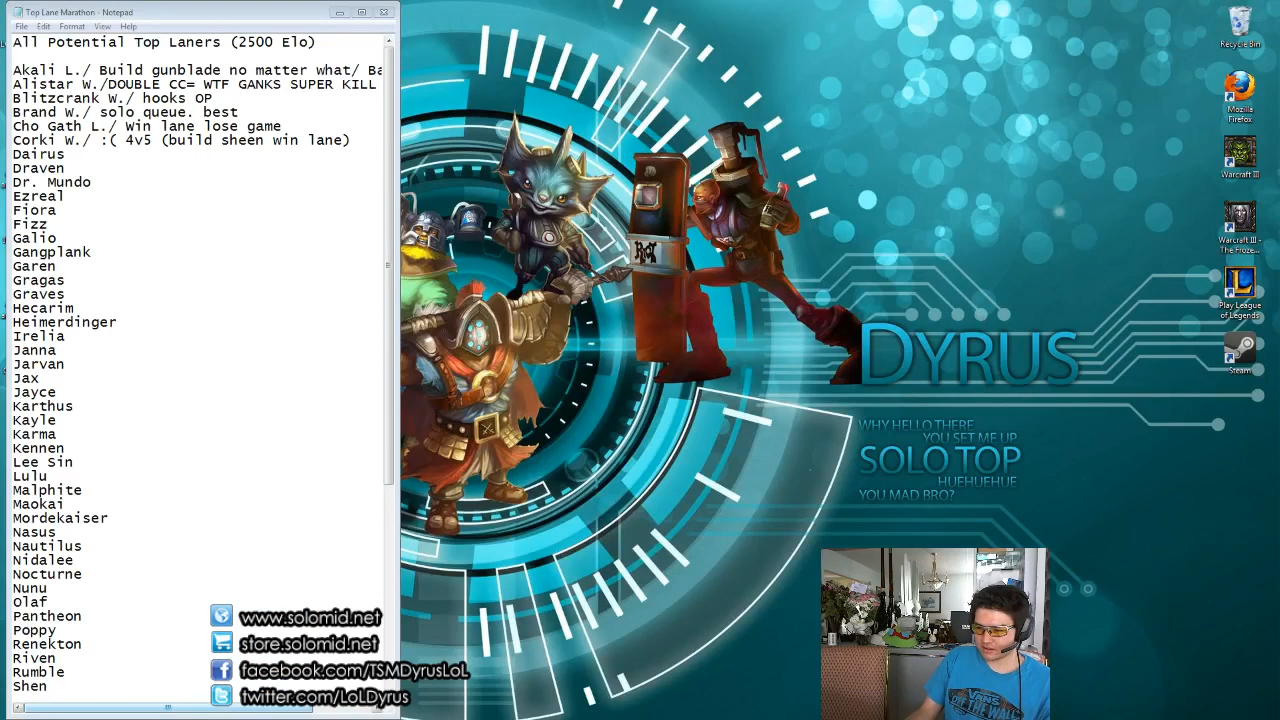 Top Lane Marathon - Notepad
File Edit Format View Help
All Potential Top Laners (2500 Elo)
Akali L./ Build gunblade no matter what/ Ba
Alistar W./DOUBLE CC= WTF GANKS SUPER KILL
Blitzcrank W./ hooks OP
Brand W./ solo queue. best
Cho Gath L./ Win lane lose game
Corki W./ :( 4v5 (build sheen win lane)
Dairus
Draven
Dr. Mundo
Ezreal
Fiora
Fizz
Galio
Gangplank
Garen
Gragas
Graves
Hecarim
Heimerdinger
Irelia
Janna
Jarvan
Jax
Jayce
Karthus
Kayle
Karma
Kennen
Lee Sin
Lulu
Malphite
Maokai
Mordekaiser
Nasus
Nautilus
Nidalee
Nocturne
Nunu
Olaf
Pantheon
Poppy
Renekton
Riven
Rumble
Shen
www.solomid.net
store.solomid.net
facebook.com/TSMDyrusLoL
twitter.com/LoLDyrus
DYRUS
WHY HELLO THERE
YOU SET ME UP
SOLO TOP
HUEHUEHUE
YOU MAD BRO?
Recycle Bin
Mozilla
Firefox
Warcraft III
Warcraft III -
The Froze...
Play League
of Legends
Steam
VANS
OFF THE WALL